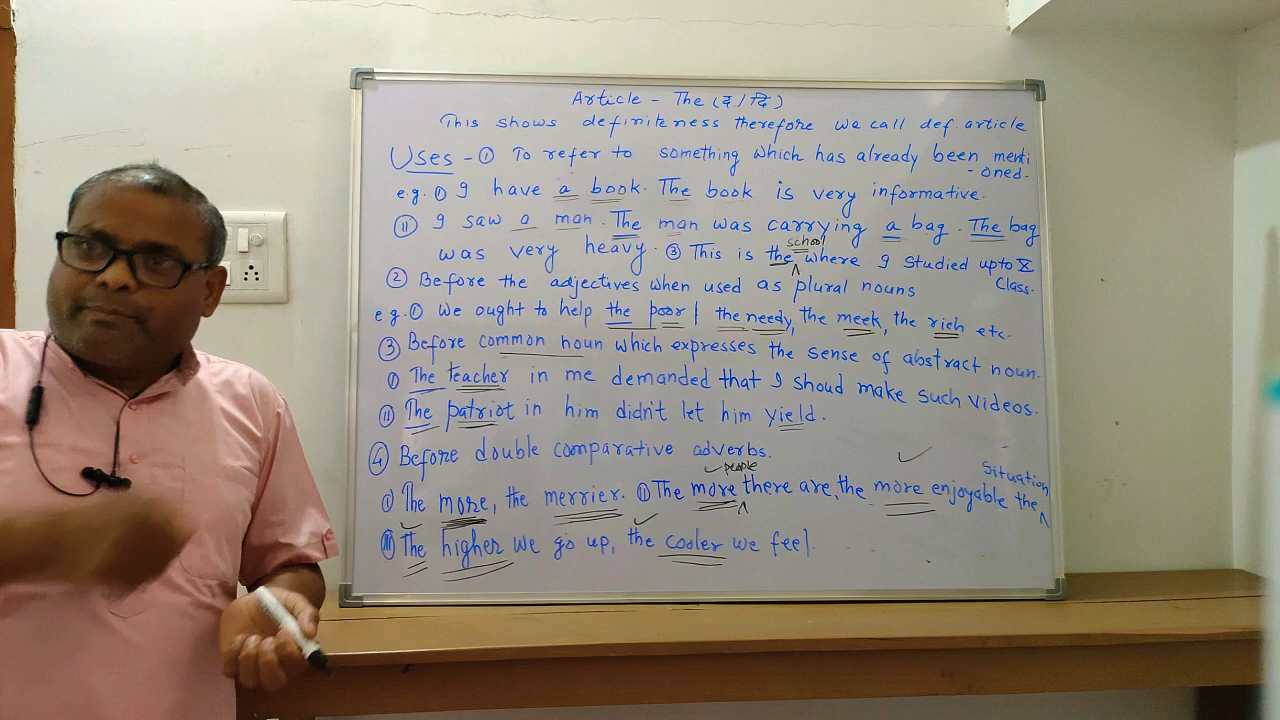 Article - The (द/दि)
This shows definiteness therefore we call def. article
Uses - ① To refer to something which has already been menti
- oned.
e.g. ① I have a book. The book is very informative.
Ⅱ I saw a man. The man was carrying a bag. The bag
was very heavy. ③ This is the school where I studied upto X
Class.
② Before the adjectives when used as plural nouns
e.g. ① We ought to help the poor / the needy, the meek, the rich etc.
③ Before common noun which expresses the sense of abstract noun.
① The teacher in me demanded that I shoud make such videos.
Ⅱ The patriot in him didn't let him yield.
④ Before double comparative adverbs.
① The more, the merrier. Ⅱ The more people there are, the more enjoyable the Situation
Ⅲ The higher we go up, the cooler we feel.